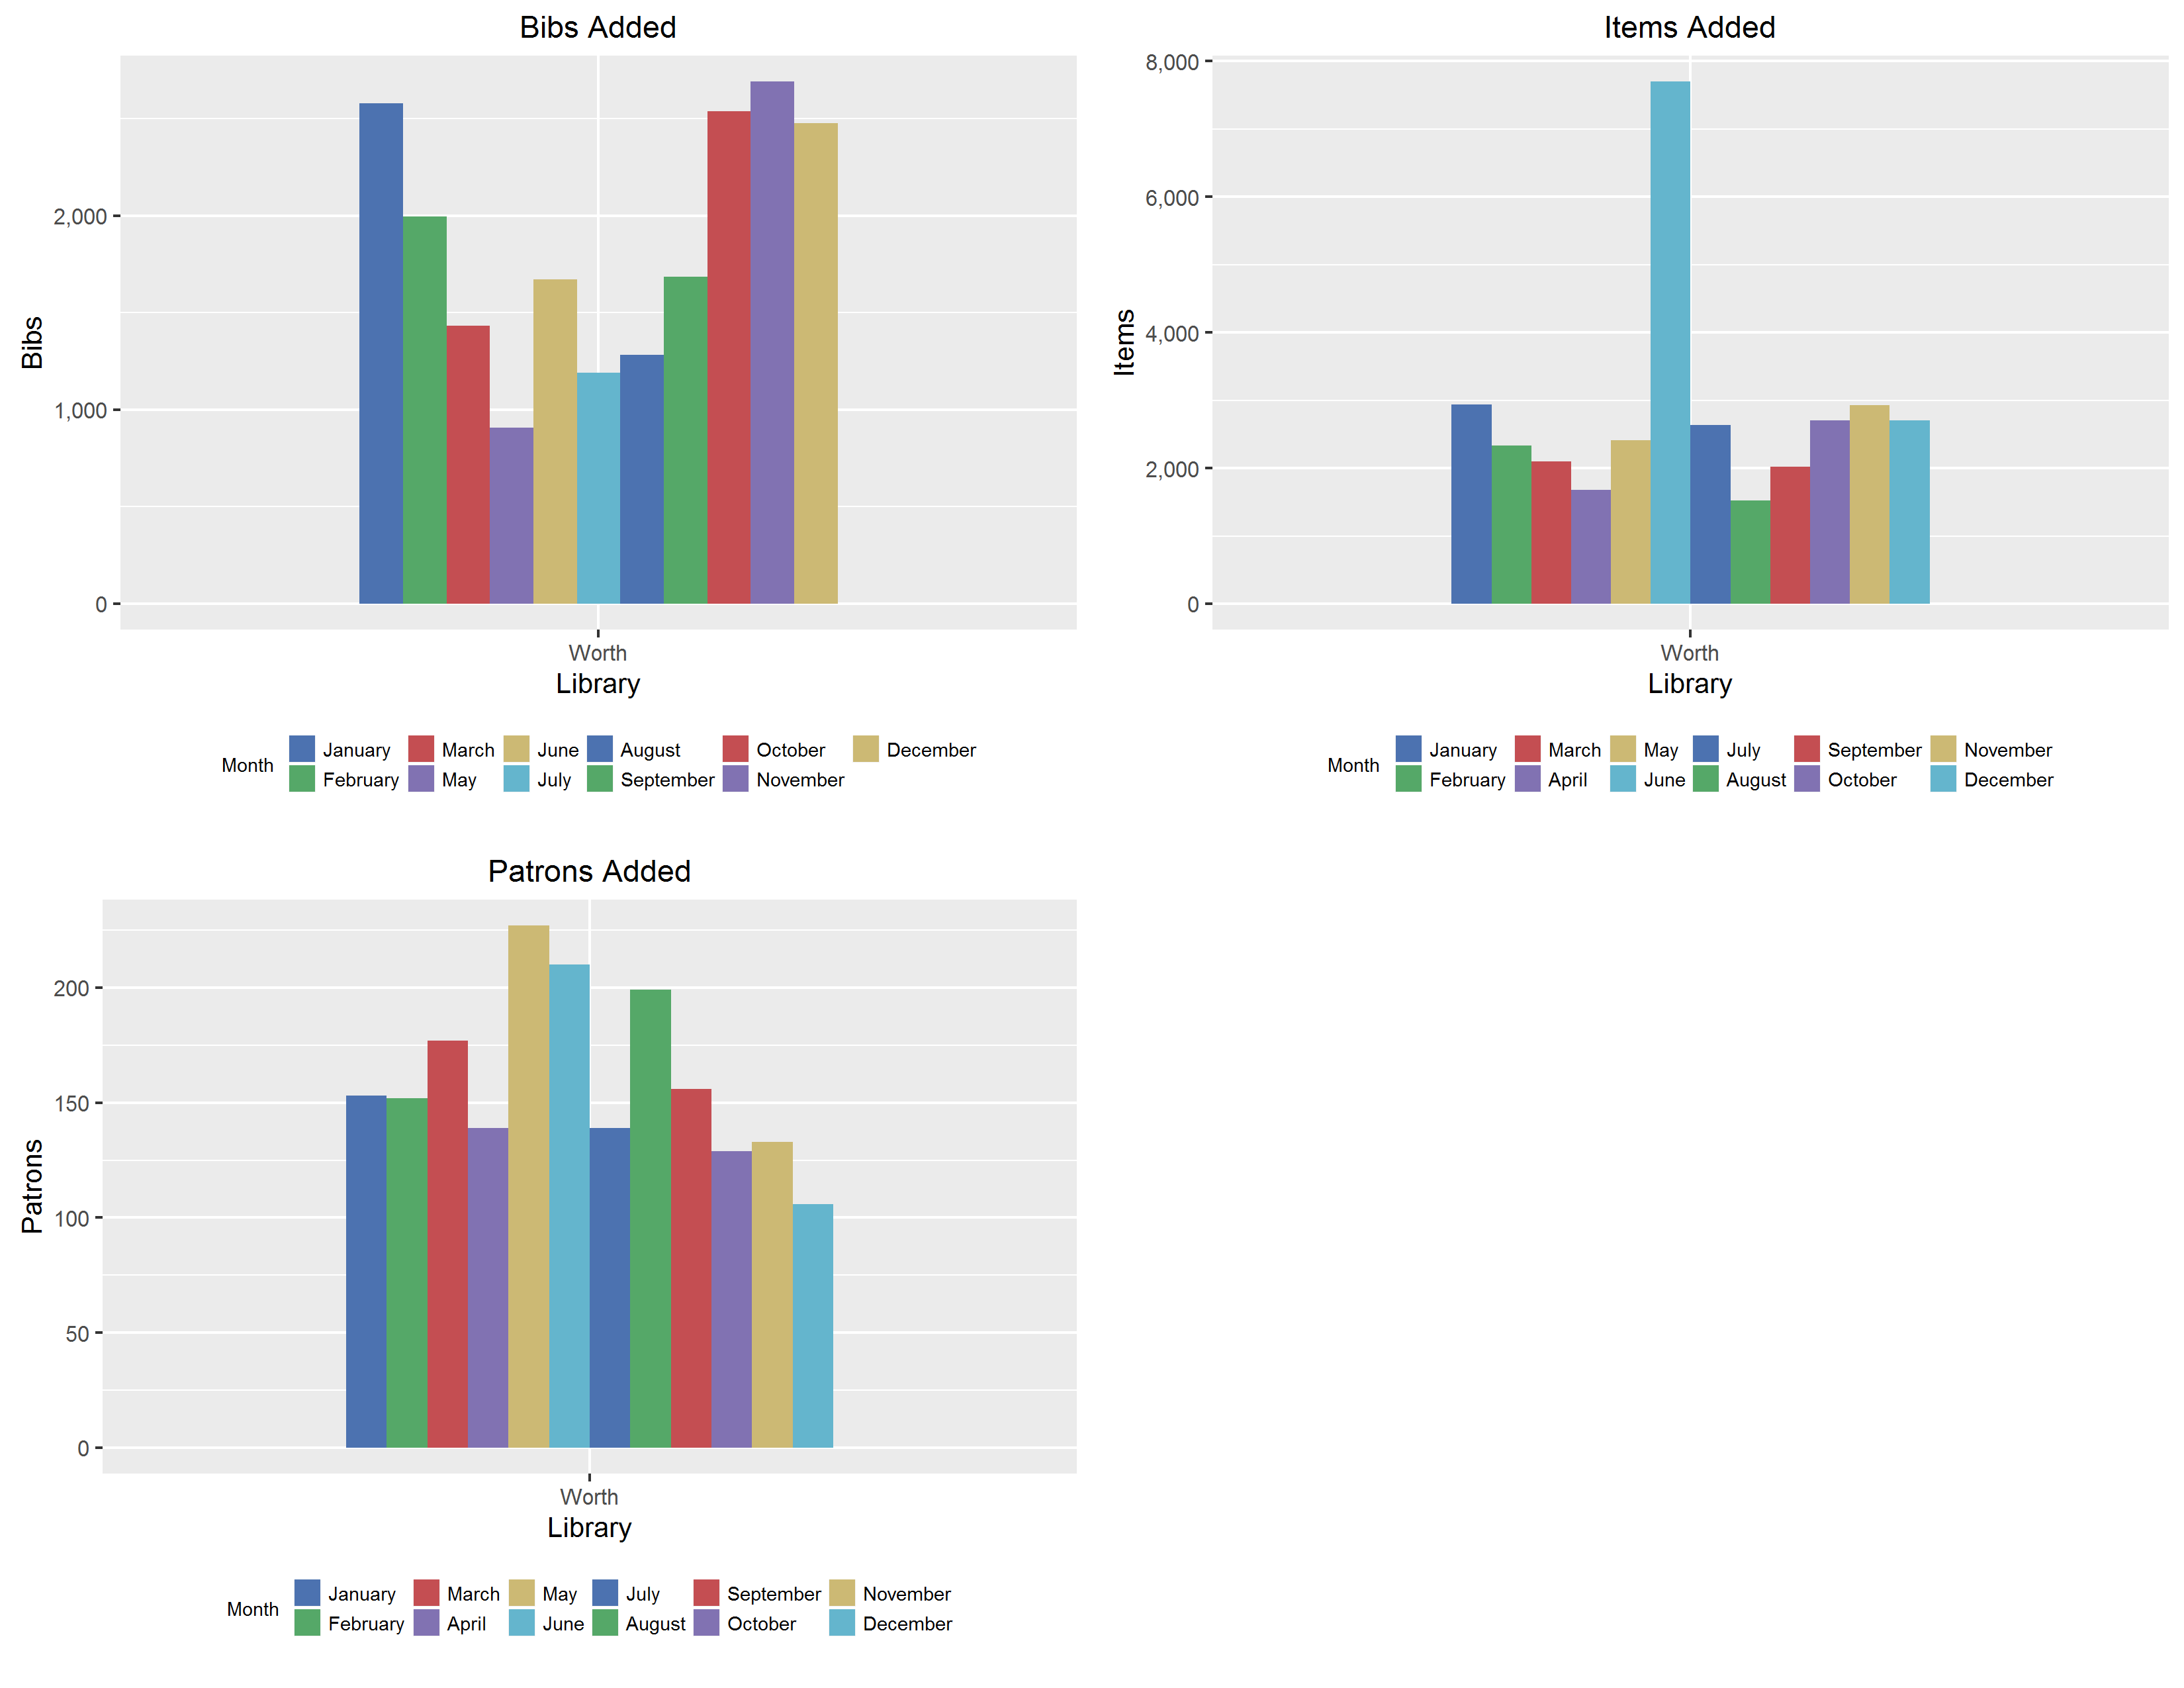 Bibs Added
Bibs
2,000
1,000
0
Worth
Library
Month
January March June August October December
February May July September November
Items Added
Items
8,000
6,000
4,000
2,000
0
Worth
Library
Month
January March May July September November
February April June August October December
Patrons Added
Patrons
200
150
100
50
0
Worth
Library
Month
January March May July September November
February April June August October December